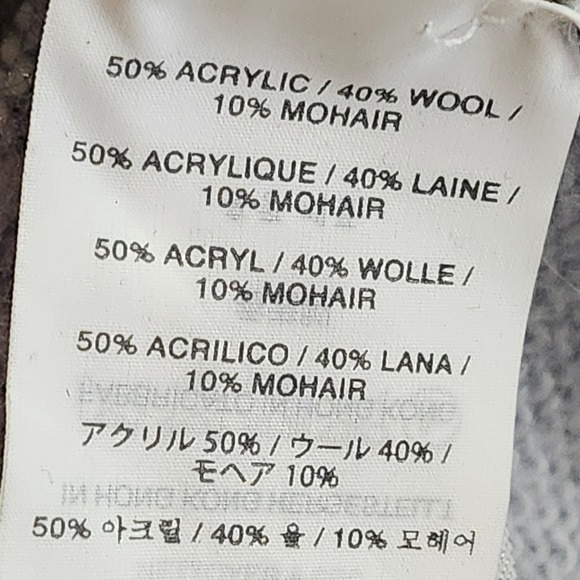 50% ACRYLIC / 40% WOOL /
10% MOHAIR
50% ACRYLIQUE / 40% LAINE /
10% MOHAIR
50% ACRYL / 40% WOLLE /
10% MOHAIR
50% ACRILICO / 40% LANA /
10% MOHAIR
アクリル 50% / ウール 40% /
モヘア 10%
50% 아크릴 / 40% 울 / 10% 모헤어